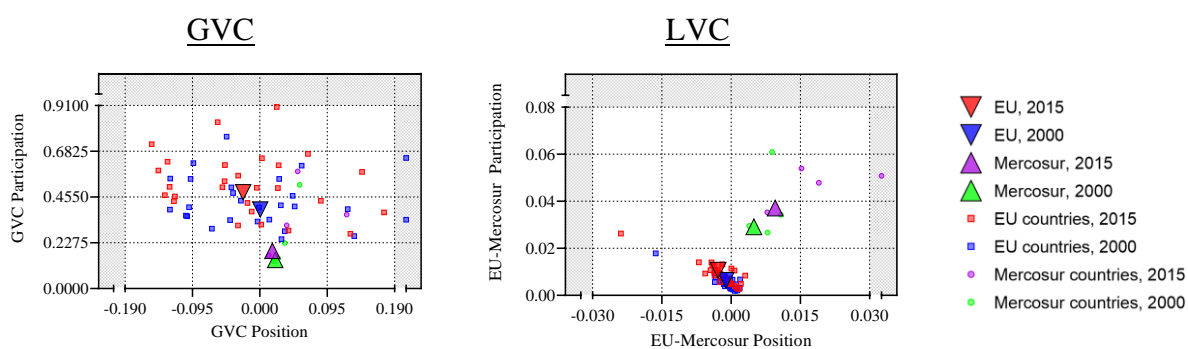 GVC
GVC Participation
0.9100
0.6825
0.4550
0.2275
0.0000
-0.190
-0.095
0.000
0.095
0.190
GVC Position
LVC
EU-Mercosur Participation
0.08
0.06
0.04
0.02
0.00
-0.030
-0.015
0.000
0.015
0.030
EU-Mercosur Position
EU, 2015
EU, 2000
Mercosur, 2015
Mercosur, 2000
EU countries, 2015
EU countries, 2000
Mercosur countries, 2015
Mercosur countries, 2000